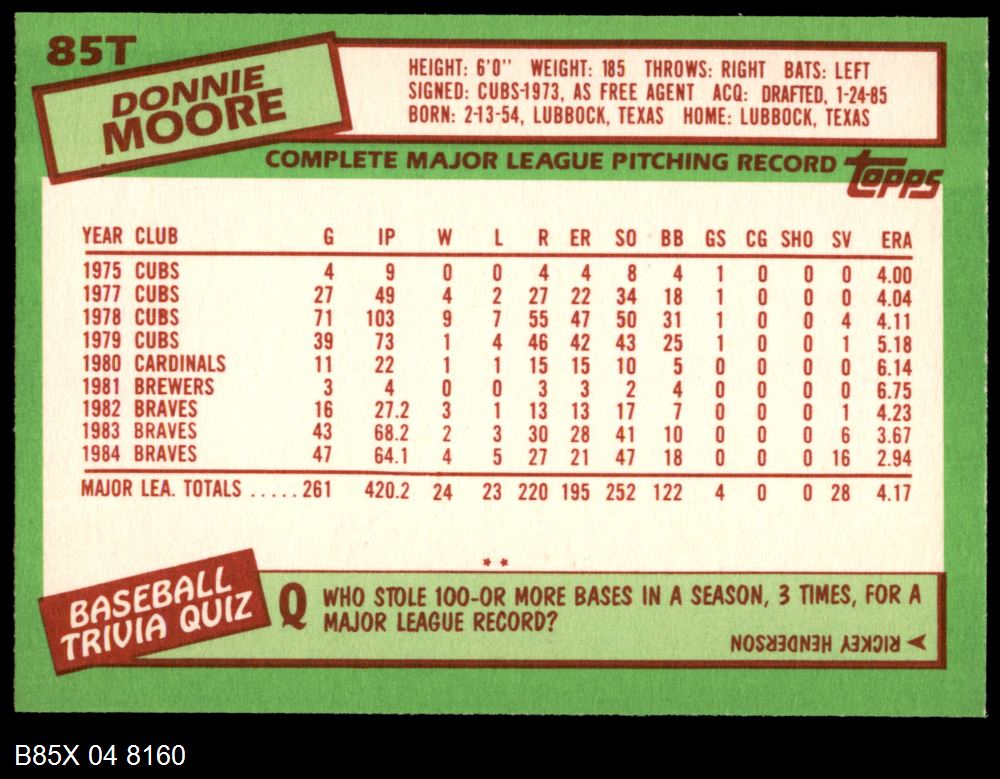 85T
DONNIE
MOORE
HEIGHT: 6'0" WEIGHT: 185 THROWS: RIGHT BATS: LEFT
SIGNED: CUBS-1973, AS FREE AGENT ACQ: DRAFTED, 1-24-85
BORN: 2-13-54, LUBBOCK, TEXAS HOME: LUBBOCK, TEXAS
COMPLETE MAJOR LEAGUE PITCHING RECORD
TOPPS
YEAR CLUB G IP W L R ER SO BB GS CG SHO SV ERA
1975 CUBS 4 9 0 0 4 4 8 4 1 0 0 0 4.00
1977 CUBS 27 49 4 2 27 22 34 18 1 0 0 0 4.04
1978 CUBS 71 103 9 7 55 47 50 31 1 0 0 4 4.11
1979 CUBS 39 73 1 4 46 42 43 25 1 0 0 1 5.18
1980 CARDINALS 11 22 1 1 15 15 10 5 0 0 0 0 6.14
1981 BREWERS 3 4 0 0 3 3 2 4 0 0 0 0 6.75
1982 BRAVES 16 27.2 3 1 13 13 17 7 0 0 0 1 4.23
1983 BRAVES 43 68.2 2 3 30 28 41 10 0 0 0 6 3.67
1984 BRAVES 47 64.1 4 5 27 21 47 18 0 0 0 16 2.94
MAJOR LEA. TOTALS ..... 261 420.2 24 23 220 195 252 122 4 0 0 28 4.17
**
BASEBALL
TRIVIA QUIZ
Q WHO STOLE 100-OR MORE BASES IN A SEASON, 3 TIMES, FOR A
MAJOR LEAGUE RECORD?
RICKEY HENDERSON
B85X 04 8160